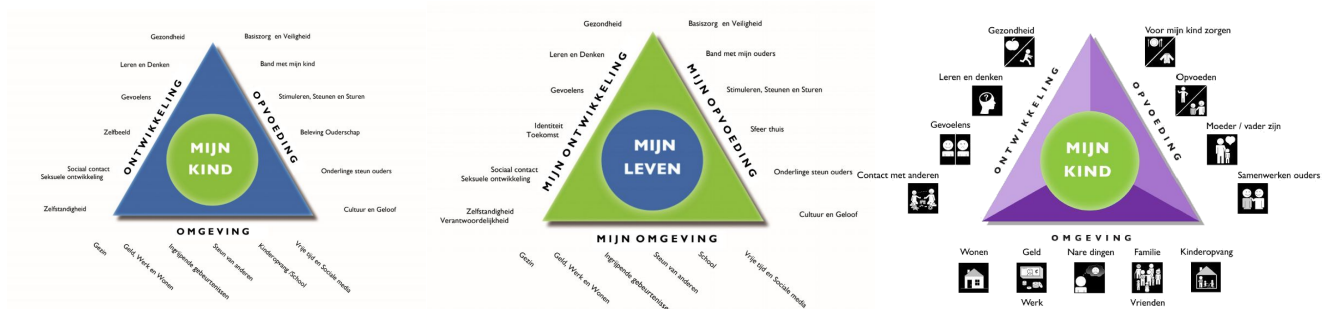 Gezondheid
Leren en Denken
Gevoelens
Zelfbeeld
Sociaal contact
Seksuele ontwikkeling
Zelfstandigheid
ONTWIKKELING
Basiszorg en Veiligheid
Band met mijn kind
Stimuleren, Steunen en Sturen
Beleving Ouderschap
Onderlinge steun ouders
Cultuur en Geloof
OPVOEDING
MIJN
KIND
OMGEVING
Gezin
Geld, Werk en Wonen
Ingrijpende gebeurtenissen
Steun van anderen
Kinderopvang /School
Vrije tijd en Sociale media
Gezondheid
Leren en Denken
Gevoelens
Identiteit
Toekomst
Sociaal contact
Seksuele ontwikkeling
Zelfstandigheid
Verantwoordelijkheid
MIJN ONTWIKKELING
Basiszorg en Veiligheid
Band met mijn ouders
Stimuleren, Steunen en Sturen
Sfeer thuis
Onderlinge steun ouders
Cultuur en Geloof
MIJN OPVOEDING
MIJN
LEVEN
MIJN OMGEVING
Gezin
Geld, Werk en Wonen
Ingrijpende gebeurtenissen
Steun van anderen
School
Vrije tijd en Sociale media
Gezondheid
Leren en denken
Gevoelens
Contact met anderen
ONTWIKKELING
Voor mijn kind zorgen
Opvoeden
Moeder / vader zijn
Samenwerken ouders
OPVOEDING
MIJN
KIND
OMGEVING
Wonen
Geld
Werk
Nare dingen
Familie
Vrienden
Kinderopvang